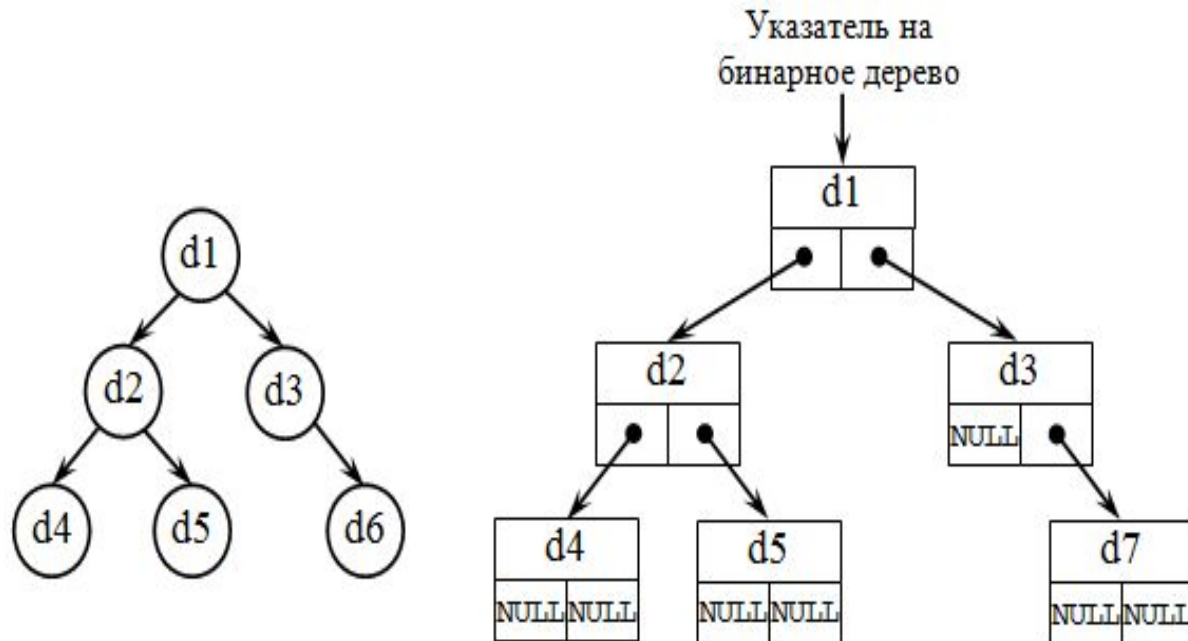 Указатель на
бинарное дерево
d1
d2 d3
d4 d5 d6
d1
d2 d3
NULL
d4 d5 d7
NULL NULL NULL NULL NULL NULL